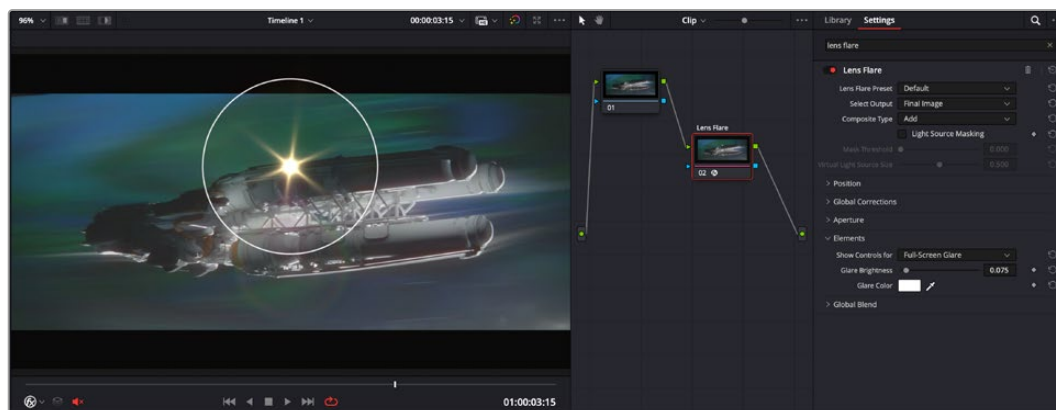 96%
Timeline 1
00:00:03:15
Clip
Library
Settings
lens flare
Lens Flare
Lens Flare Preset
Default
Select Output
Final Image
Composite Type
Add
Light Source Masking
Mask Threshold
0.000
Virtual Light Source Size
0.500
> Position
> Global Corrections
> Aperture
Elements
Show Controls for
Full-Screen Glare
Glare Brightness
0.075
Glare Color
> Global Blend
01
Lens Flare
02
fx
01:00:03:15